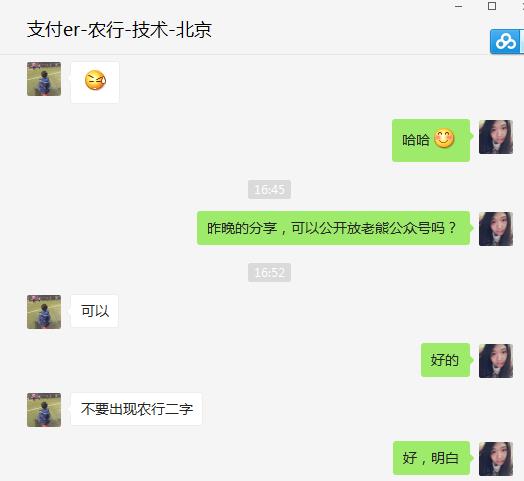 支付er-农行-技术-北京
哈哈
16:45
昨晚的分享，可以公开放老熊公众号吗？
16:52
可以
好的
不要出现农行二字
好，明白